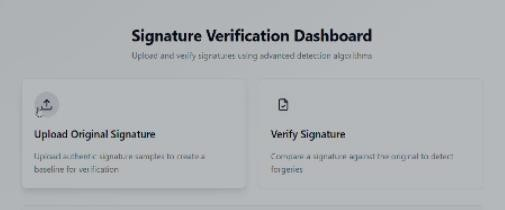 Signature Verification Dashboard
Upload and verify signatures using advanced detection algorithms
Upload Original Signature
Upload authentic signature samples to create a
baseline for verification
Verify Signature
Compare a signature against the original to detect
forgeries